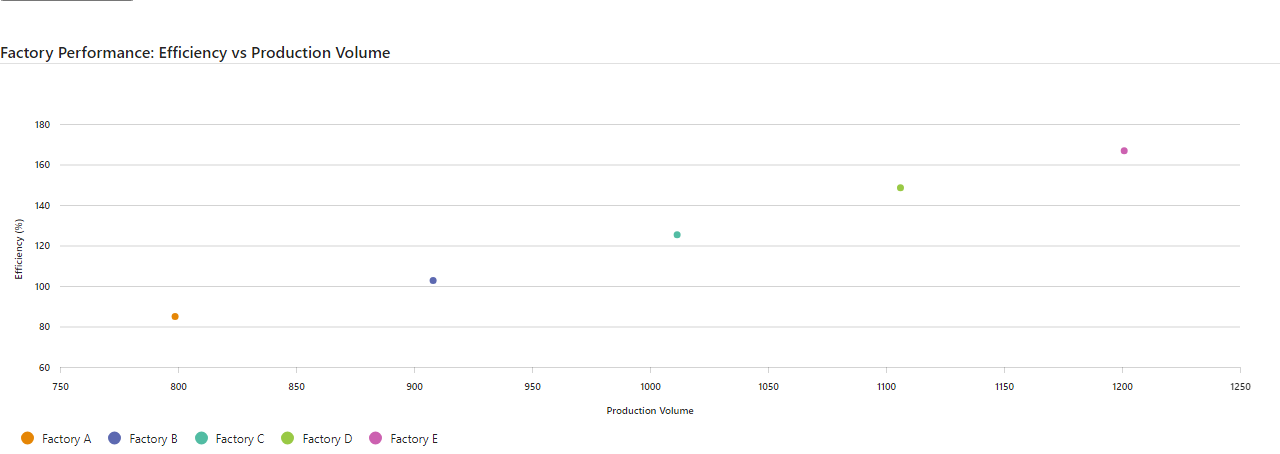 Factory Performance: Efficiency vs Production Volume
180
160
140
120
100
80
60
Efficiency (%)
750 800 850 900 950 1000 1050 1100 1150 1200 1250
Production Volume
Factory A Factory B Factory C Factory D Factory E